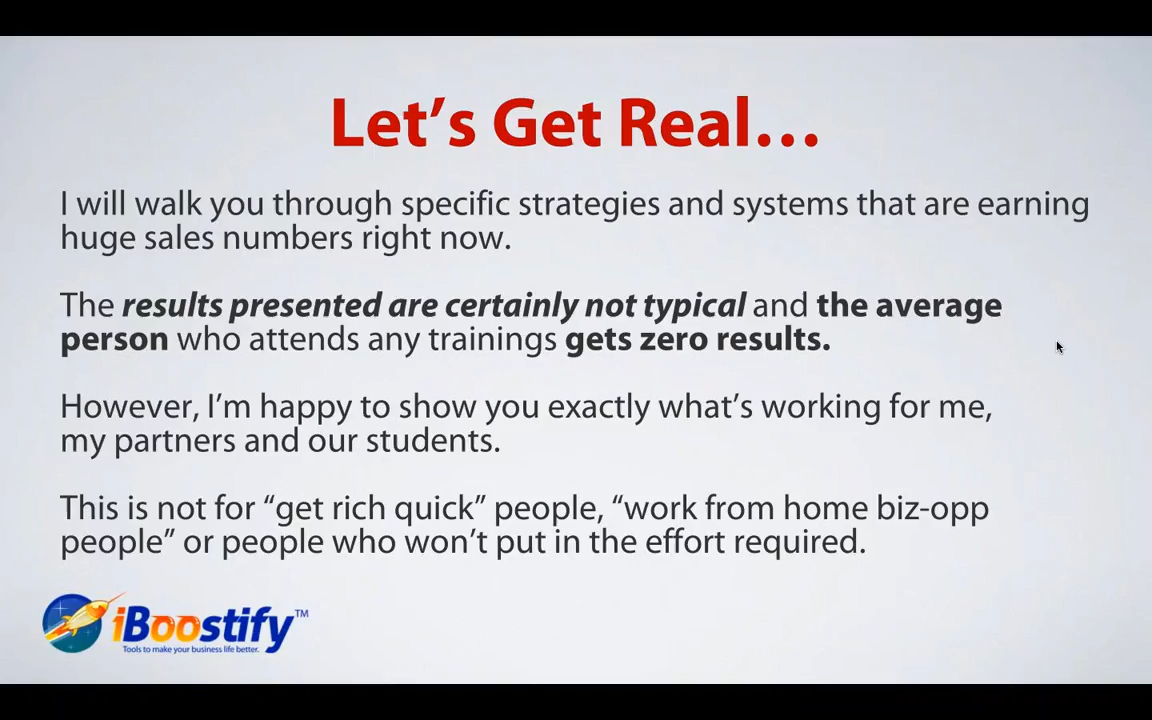 Let’s Get Real…
I will walk you through specific strategies and systems that are earning
huge sales numbers right now.
The results presented are certainly not typical and the average
person who attends any trainings gets zero results.
However, I’m happy to show you exactly what’s working for me,
my partners and our students.
This is not for “get rich quick” people, “work from home biz-opp
people” or people who won’t put in the effort required.
iBoostify™
Tools to make your business life better.